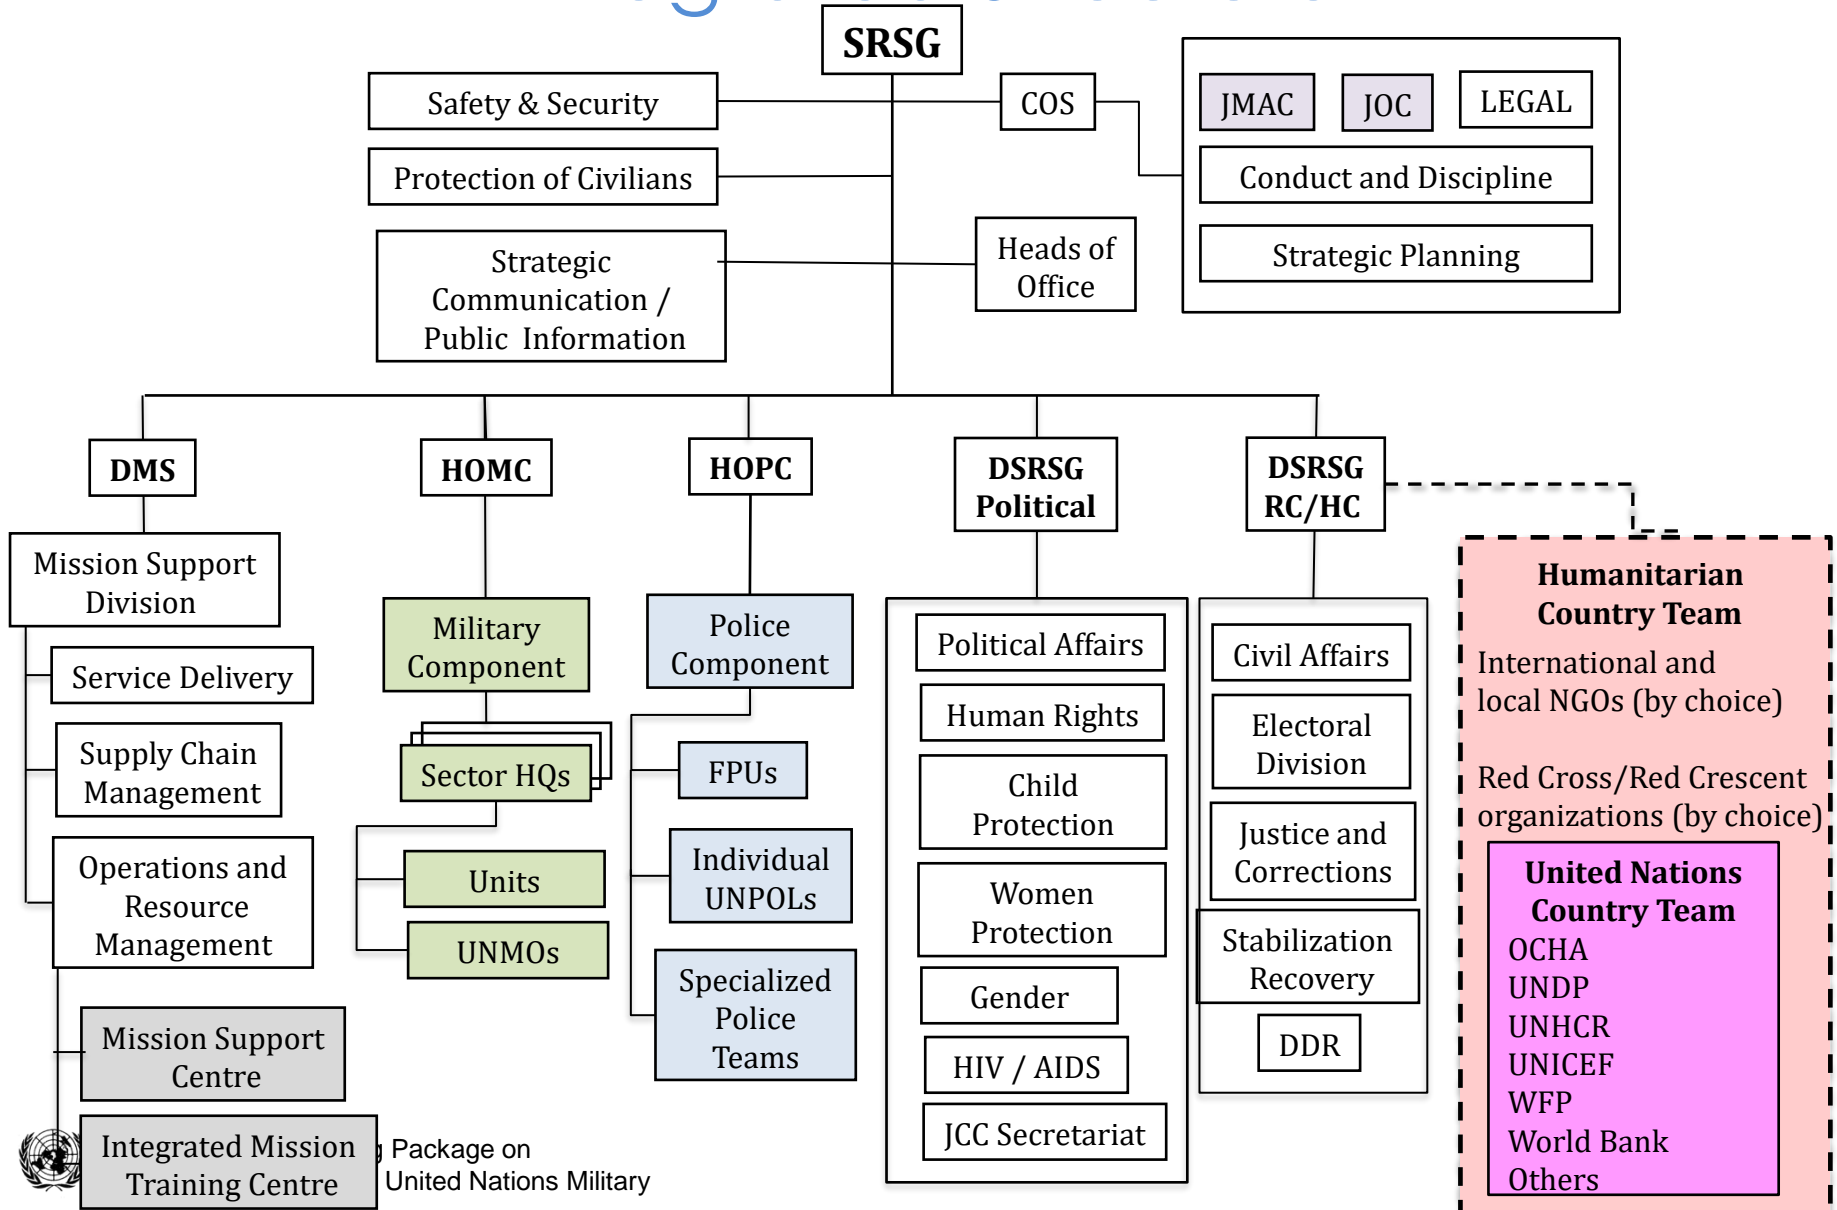 SRSG
Safety & Security
COS
JMAC
JOC
LEGAL
Protection of Civilians
Conduct and Discipline
Strategic
Communication /
Public Information
Heads of
Office
Strategic Planning
DMS
HOMC
HOPC
DSRSG
Political
DSRSG
RC/HC
Mission Support
Division
Service Delivery
Supply Chain
Management
Operations and
Resource
Management
Mission Support
Centre
Integrated Mission
Training Centre
Military
Component
Sector HQs
Units
UNMOs
Police
Component
FPUs
Individual
UNPOLs
Specialized
Police
Teams
Political Affairs
Human Rights
Child
Protection
Women
Protection
Gender
HIV / AIDS
JCC Secretariat
Civil Affairs
Electoral
Division
Justice and
Corrections
Stabilization
Recovery
DDR
Humanitarian
Country Team
International and
local NGOs (by choice)
Red Cross/Red Crescent
organizations (by choice)
United Nations
Country Team
OCHA
UNDP
UNHCR
UNICEF
WFP
World Bank
Others
Package on
United Nations Military